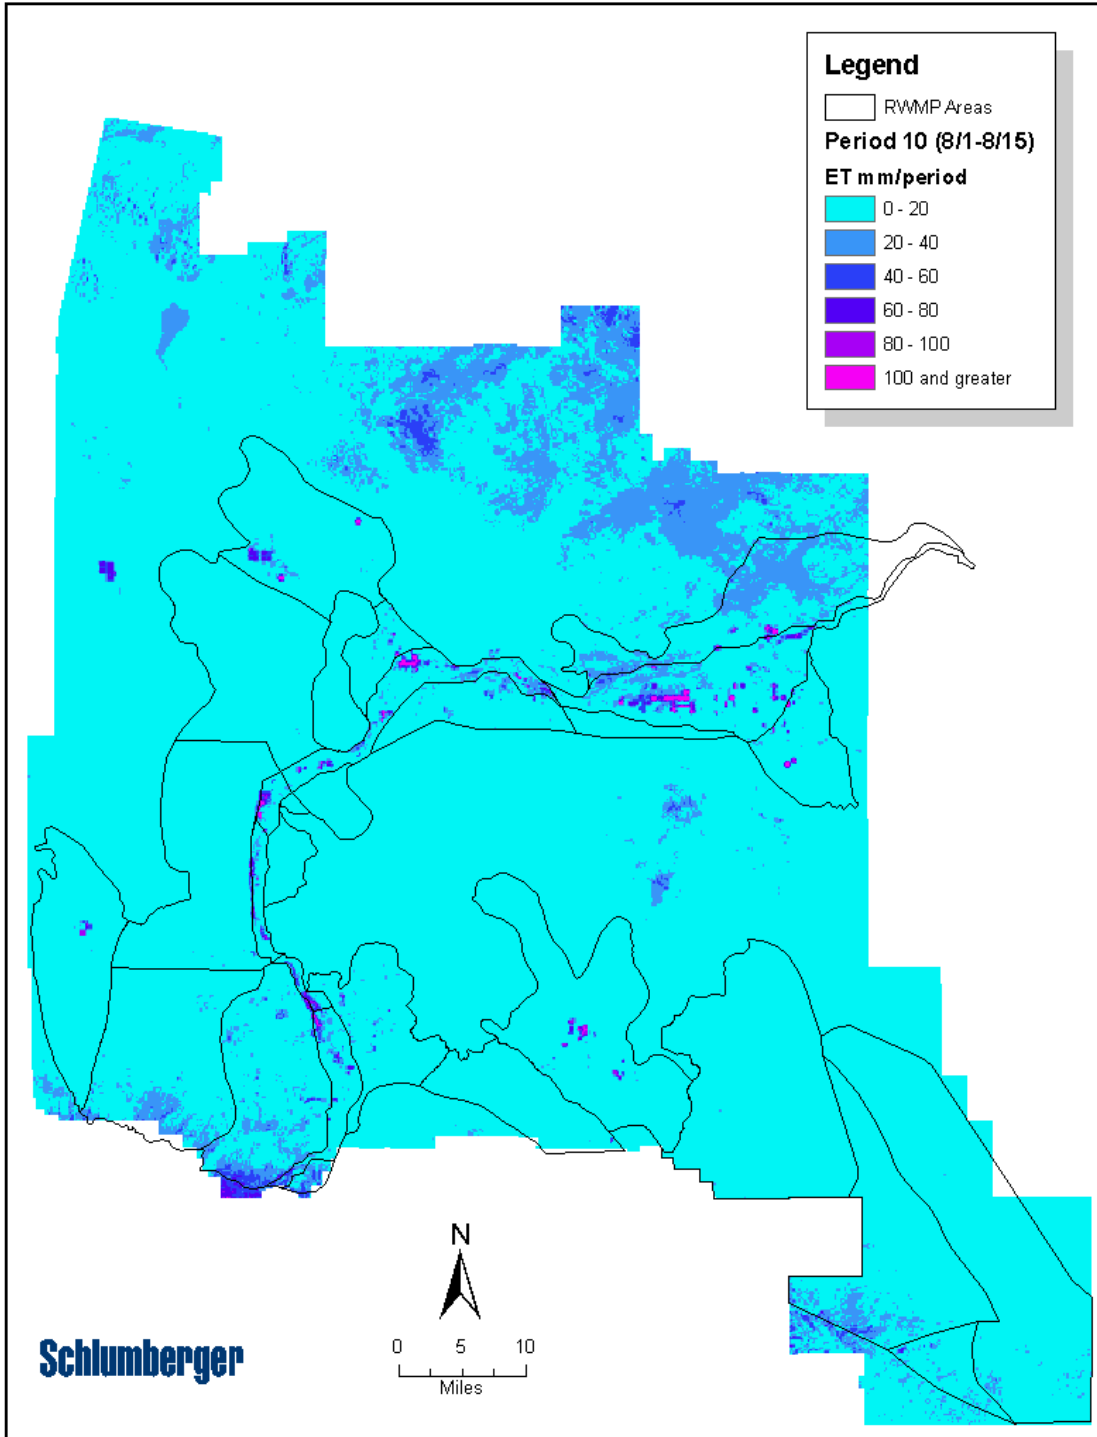 Legend
RWMP Areas
Period 10 (8/1-8/15)
ET mm/period
0 - 20
20 - 40
40 - 60
60 - 80
80 - 100
100 and greater
N
Schlumberger
0 5 10
Miles